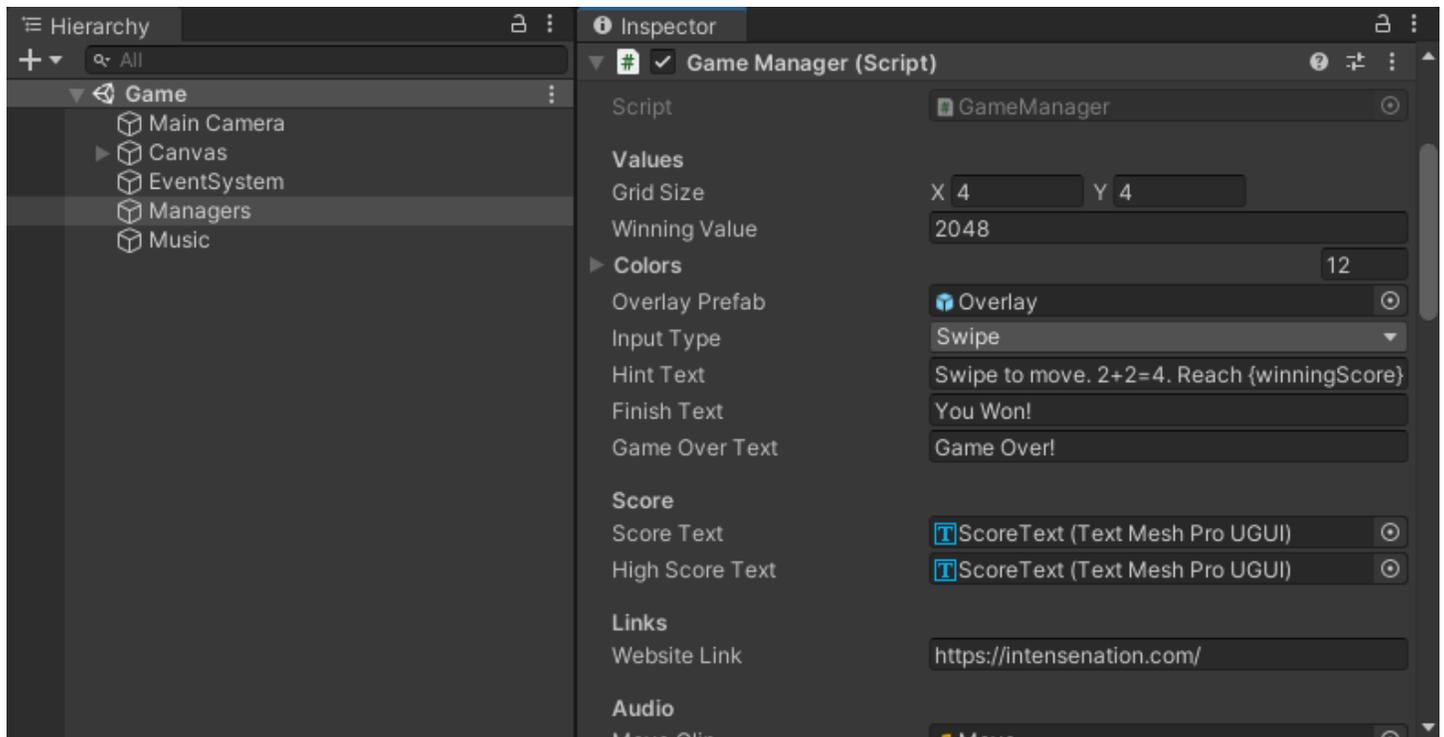 Hierarchy
All
Game
Main Camera
Canvas
EventSystem
Managers
Music
Inspector
# Game Manager (Script)
Script # GameManager
Values
Grid Size X 4 Y 4
Winning Value 2048
Colors 12
Overlay Prefab Overlay
Input Type Swipe
Hint Text Swipe to move. 2+2=4. Reach {winningScore}
Finish Text You Won!
Game Over Text Game Over!
Score
Score Text ScoreText (Text Mesh Pro UGUI)
High Score Text ScoreText (Text Mesh Pro UGUI)
Links
Website Link https://intensenation.com/
Audio